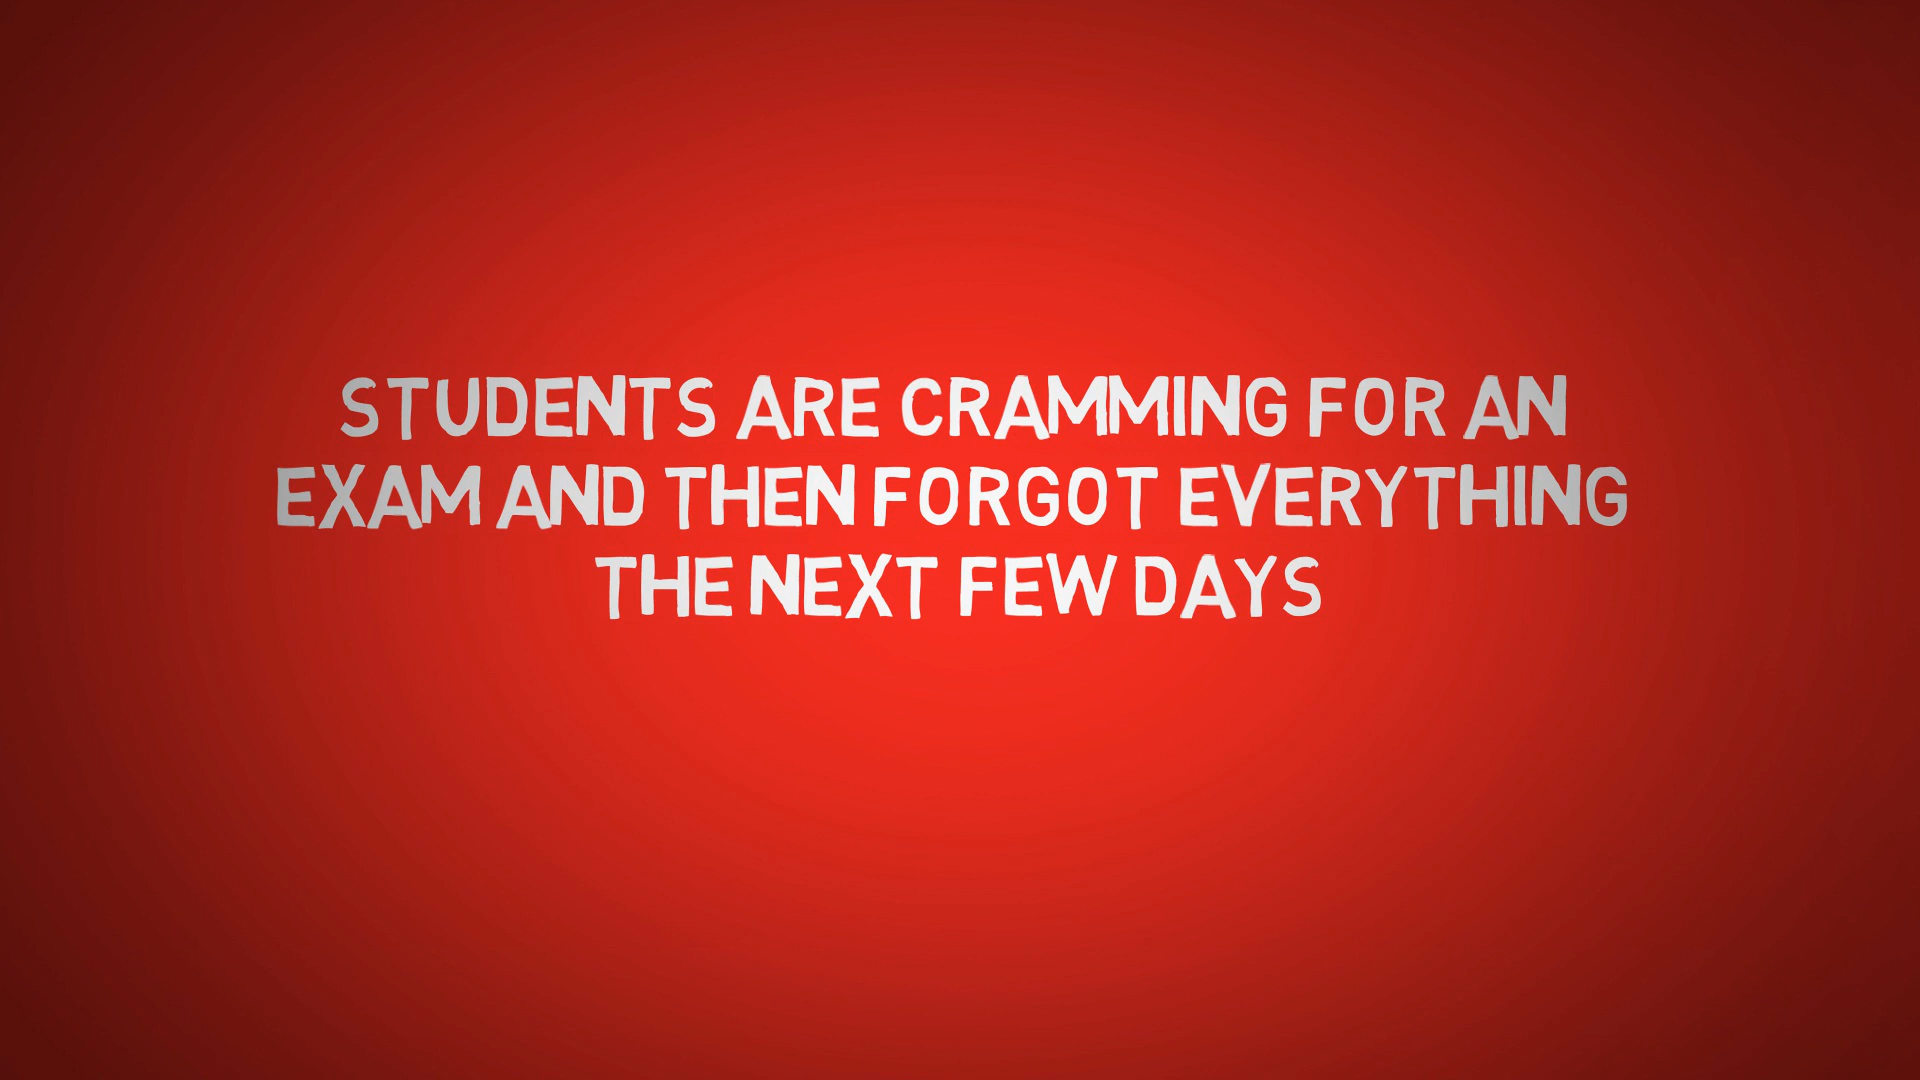 STUDENTS ARE CRAMMING FOR AN
EXAM AND THEN FORGOT EVERYTHING
THE NEXT FEW DAYS